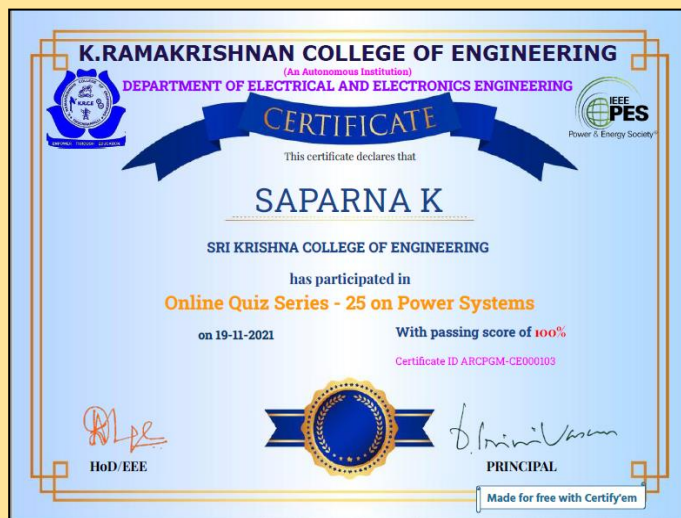 K.RAMAKRISHNAN COLLEGE OF ENGINEERING
(An Autonomous Institution)
DEPARTMENT OF ELECTRICAL AND ELECTRONICS ENGINEERING
K.R.C.E
EMPOWER THROUGH EDUCATION
IEEE
PES
Power & Energy Society®
CERTIFICATE
This certificate declares that
SAPARNA K
SRI KRISHNA COLLEGE OF ENGINEERING
has participated in
Online Quiz Series - 25 on Power Systems
on 19-11-2021
With passing score of 100%
Certificate ID ARCPGM-CE000103
HoD/EEE
PRINCIPAL
Made for free with Certify'em